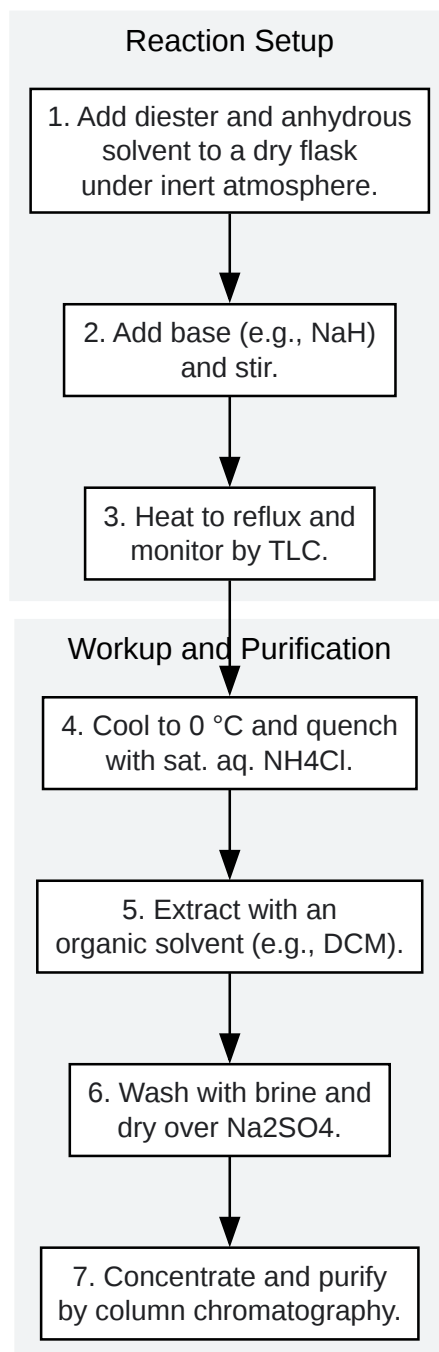 Reaction Setup
1. Add diester and anhydrous
solvent to a dry flask
under inert atmosphere.
2. Add base (e.g., NaH)
and stir.
3. Heat to reflux and
monitor by TLC.
Workup and Purification
4. Cool to 0 °C and quench
with sat. aq. NH4Cl.
5. Extract with an
organic solvent (e.g., DCM).
6. Wash with brine and
dry over Na2SO4.
7. Concentrate and purify
by column chromatography.